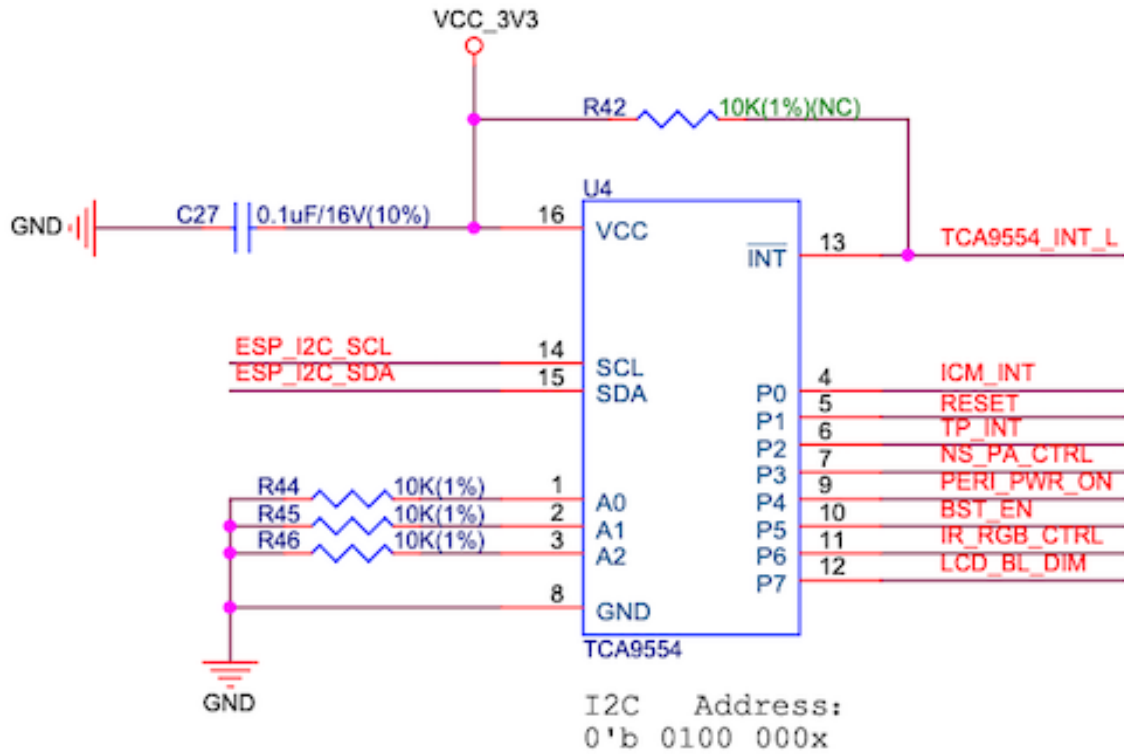 VCC_3V3
R42 10K(1%)(NC)
U4
GND C27 0.1uF/16V(10%) 16 VCC
INT 13 TCA9554_INT_L
ESP_I2C_SCL 14 SCL
ESP_I2C_SDA 15 SDA
P0 4 ICM_INT
P1 5 RESET
P2 6 TP_INT
P3 7 NS_PA_CTRL
P4 9 PERI_PWR_ON
P5 10 BST_EN
P6 11 IR_RGB_CTRL
P7 12 LCD_BL_DIM
R44 10K(1%) 1 A0
R45 10K(1%) 2 A1
R46 10K(1%) 3 A2
8 GND
TCA9554
GND
I2C Address:
0'b 0100 000x